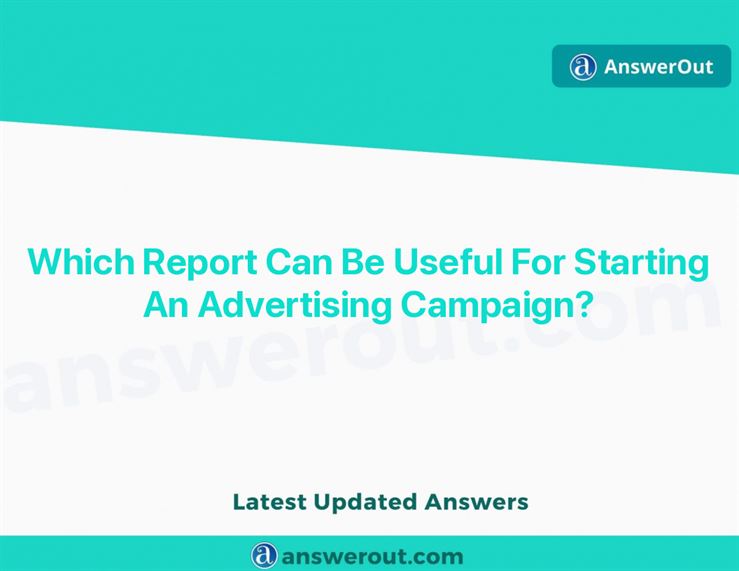 AnswerOut
Which Report Can Be Useful For Starting
An Advertising Campaign?
answerout.com
Latest Updated Answers
answerout.com